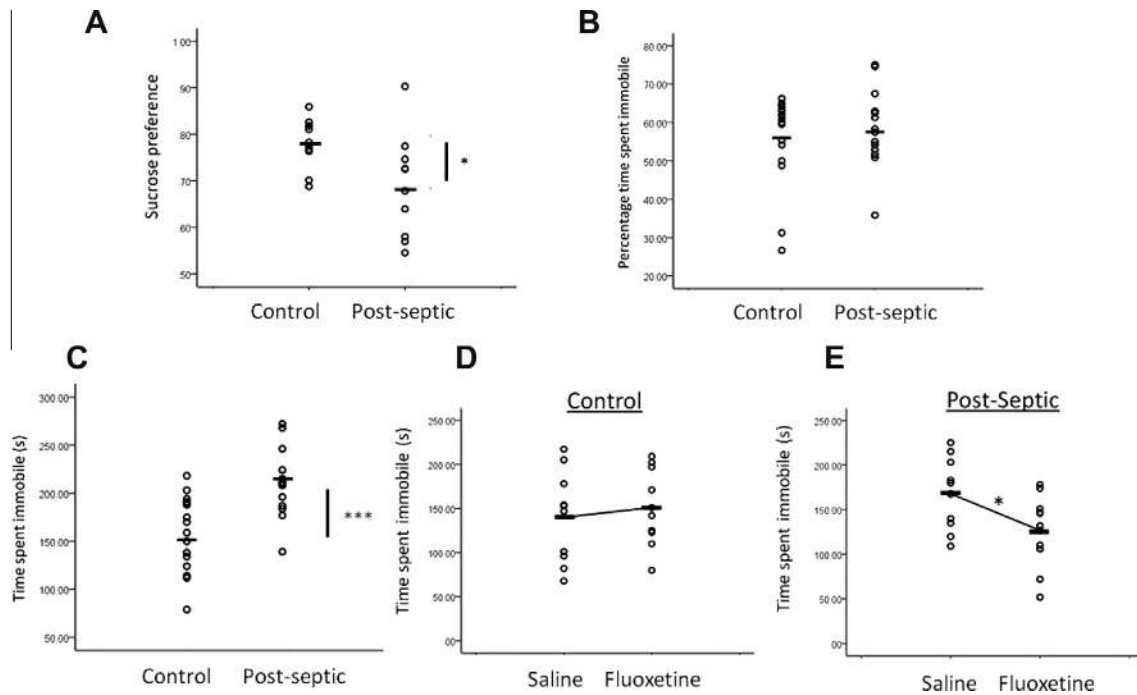 A
Sucrose preference
1 00
90
80
70
60
50
*
Control Post-septic
B
Percentage time spent immobile
80.00
70.00
60.00
50.00
40.00
30.00
20.00
Control Post-septic
C
Time spent immobile (s)
300.00
250.00
200.00
150.00
100.00
50.00
***
Control Post-septic
D
Control
Time spent immobile (s)
250.00
200.00
150.00
100.00
50.00
00
Saline Fluoxetine
E
Post-Septic
Time spent immobile (s)
250.00
200.00
150.00
100.00
50.00
00
*
Saline Fluoxetine